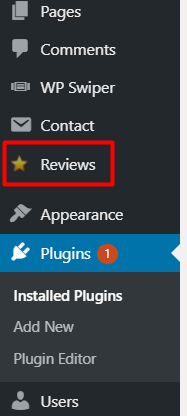 Pages
Comments
WP Swiper
Contact
Reviews
Appearance
Plugins 1
Installed Plugins
Add New
Plugin Editor
Users